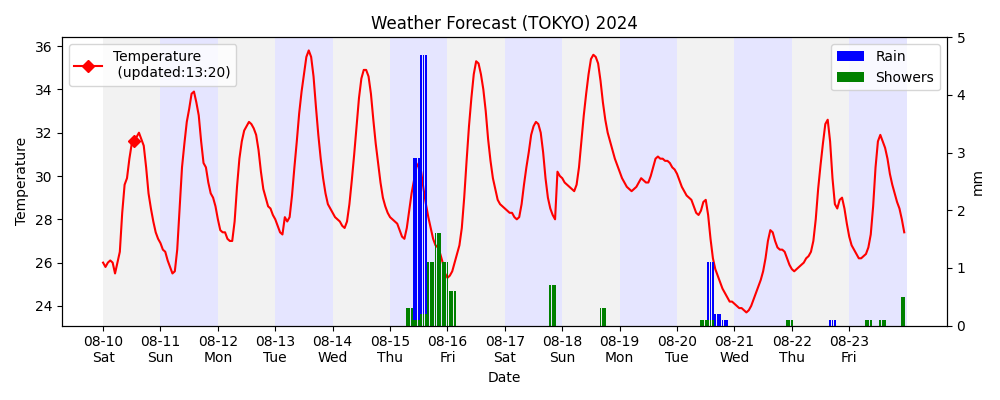 Weather Forecast (TOKYO) 2024
Temperature
(updated:13:20)
Rain
Showers
Temperature
36
34
32
30
28
26
24
5
4
3
2
1
0
mm
08-10 08-11 08-12 08-13 08-14 08-15 08-16 08-17 08-18 08-19 08-20 08-21 08-22 08-23
Sat Sun Mon Tue Wed Thu Fri Sat Sun Mon Tue Wed Thu Fri
Date